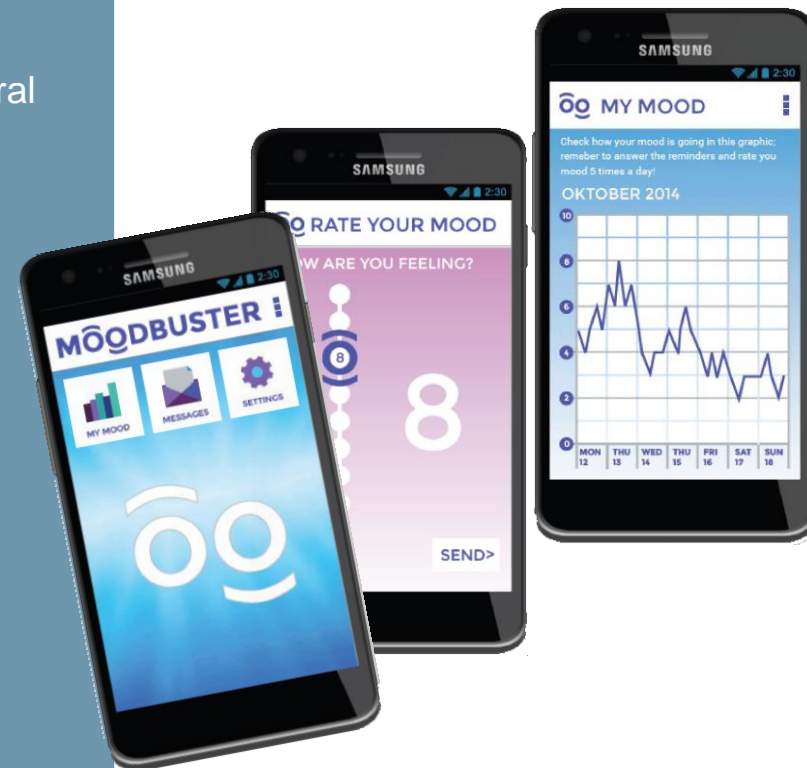 ral
SAMSUNG
2:30
MOODBUSTER
MY MOOD
MESSAGES
SETTINGS
SAMSUNG
2:30
RATE YOUR MOOD
OW ARE YOU FEELING?
8
8
SEND>
SAMSUNG
2:30
MY MOOD
Check how your mood is going in this graphic;
remeber to answer the reminders and rate you
mood 5 times a day!
OKTOBER 2014
10
8
6
4
2
0
MON THU WED THU FRI SAT SUN
12 13 14 15 16 17 18